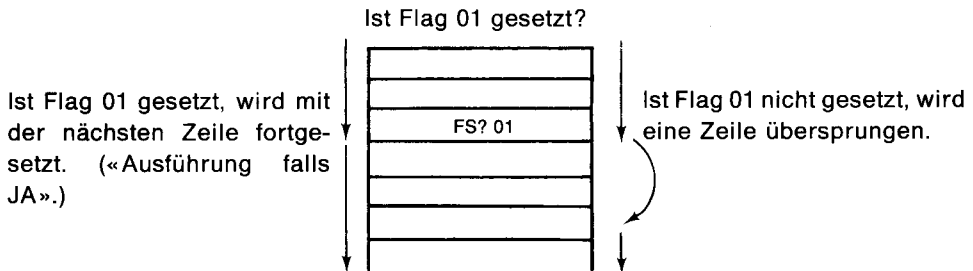 Ist Flag 01 gesetzt?
Ist Flag 01 gesetzt, wird mit
der nächsten Zeile fortge-
setzt. («Ausführung falls
JA».)
FS? 01
Ist Flag 01 nicht gesetzt, wird
eine Zeile übersprungen.